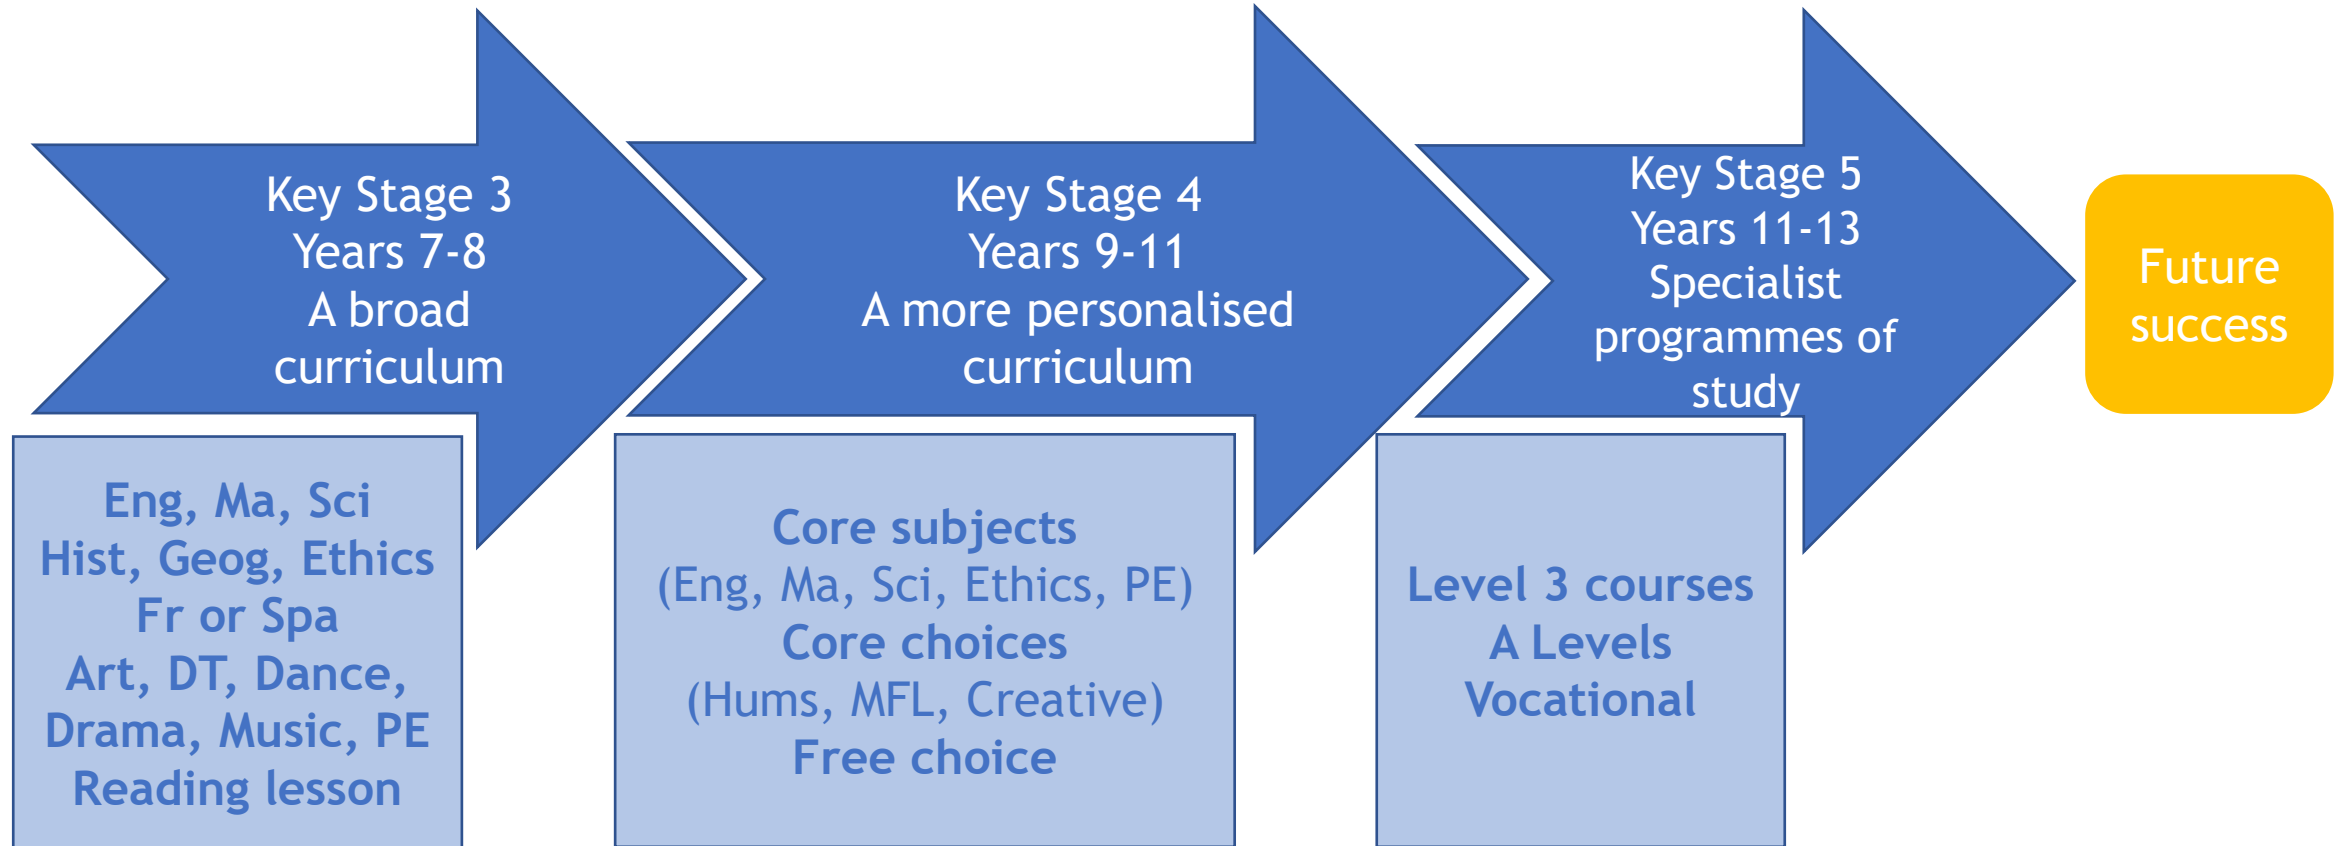 Key Stage 3
Years 7-8
A broad
curriculum
Key Stage 4
Years 9-11
A more personalised
curriculum
Key Stage 5
Years 11-13
Specialist
programmes of
study
Future
success
Eng, Ma, Sci
Hist, Geog, Ethics
Fr or Spa
Art, DT, Dance,
Drama, Music, PE
Reading lesson
Core subjects
(Eng, Ma, Sci, Ethics, PE)
Core choices
(Hums, MFL, Creative)
Free choice
Level 3 courses
A Levels
Vocational